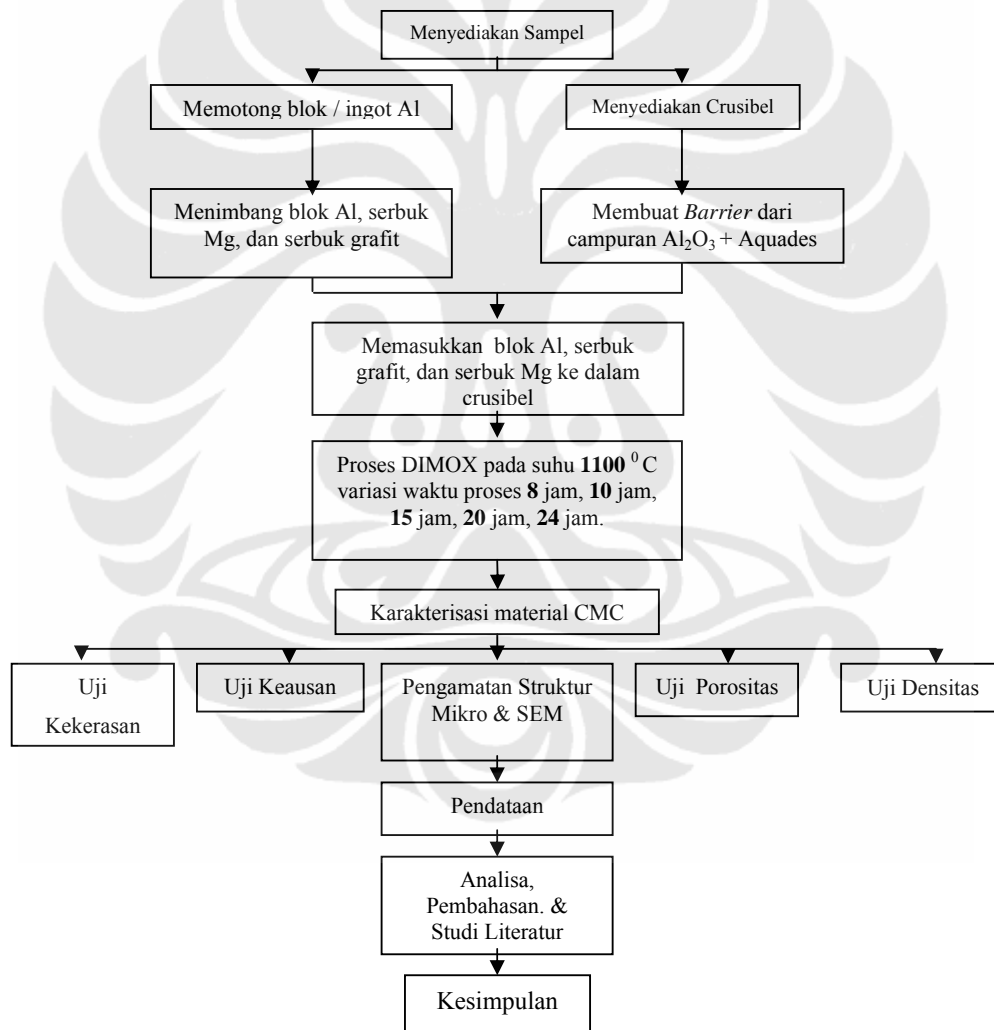 Menyediakan Sampel
Memotong blok / ingot Al
Menyediakan Crusibel
Menimbang blok Al, serbuk
Mg, dan serbuk grafit
Membuat Barrier dari
campuran Al₂O₃ + Aquades
Memasukkan blok Al, serbuk
grafit, dan serbuk Mg ke dalam
crusibel
Proses DIMOX pada suhu 1100 ⁰ C
variasi waktu proses 8 jam, 10 jam,
15 jam, 20 jam, 24 jam.
Karakterisasi material CMC
Uji
Kekerasan
Uji Keausan
Pengamatan Struktur
Mikro & SEM
Uji Porositas
Uji Densitas
Pendataan
Analisa,
Pembahasan. &
Studi Literatur
Kesimpulan